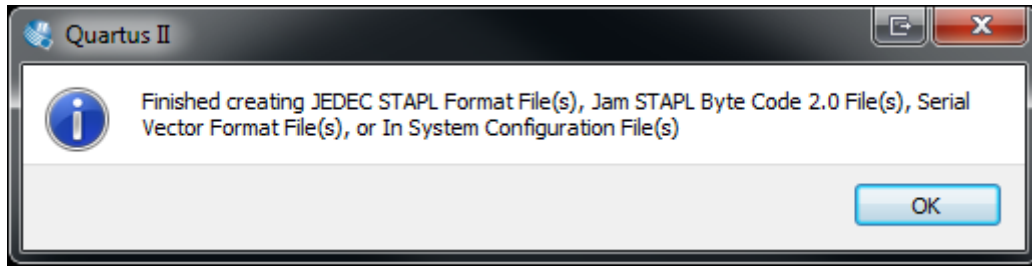 Quartus II
Finished creating JEDEC STAPL Format File(s), Jam STAPL Byte Code 2.0 File(s), Serial
Vector Format File(s), or In System Configuration File(s)
OK